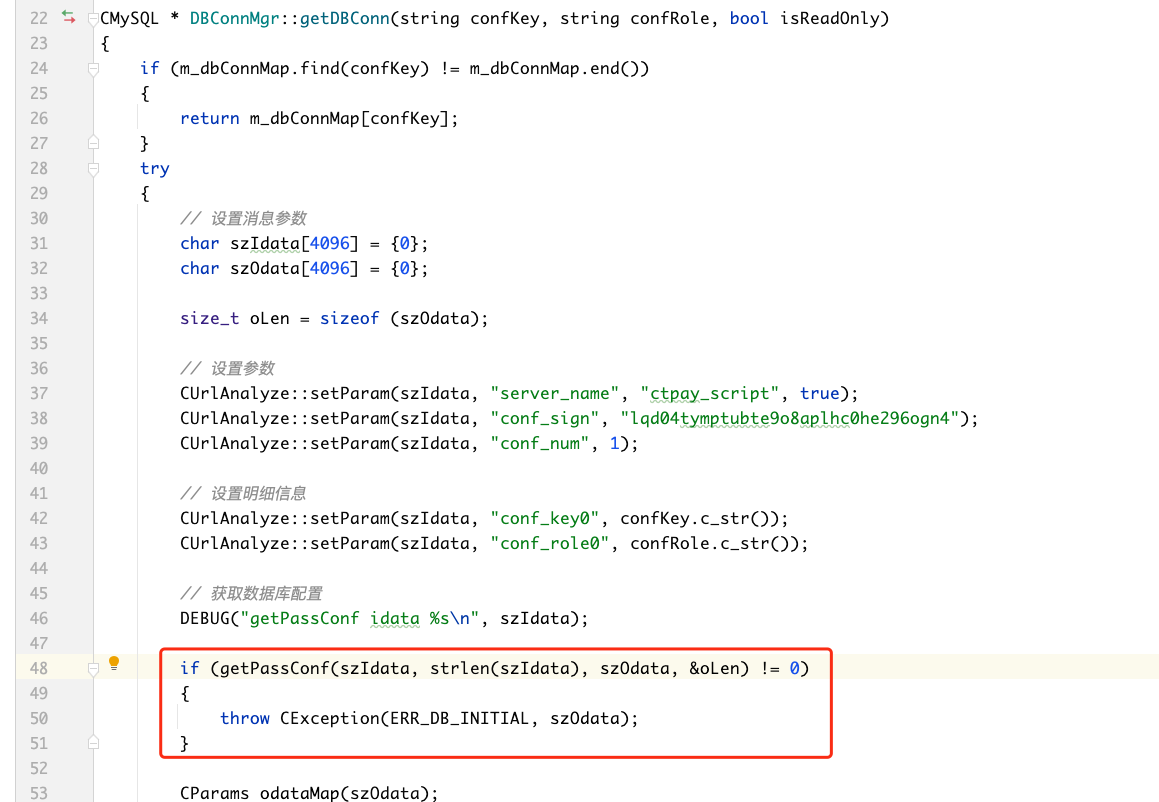 22 CMySQL * DBConnMgr::getDBConn(string confKey, string confRole, bool isReadOnly)
23 {
24 if (m_dbConnMap.find(confKey) != m_dbConnMap.end())
25 {
26 return m_dbConnMap[confKey];
27 }
28 try
29 {
30 // 设置消息参数
31 char szIdata[4096] = {0};
32 char szOdata[4096] = {0};
33
34 size_t oLen = sizeof (szOdata);
35
36 // 设置参数
37 CUrlAnalyze::setParam(szIdata, "server_name", "ctpay_script", true);
38 CUrlAnalyze::setParam(szIdata, "conf_sign", "lqd04tymptubte9o8aplhc0he296ogn4");
39 CUrlAnalyze::setParam(szIdata, "conf_num", 1);
40
41 // 设置明细信息
42 CUrlAnalyze::setParam(szIdata, "conf_key0", confKey.c_str());
43 CUrlAnalyze::setParam(szIdata, "conf_role0", confRole.c_str());
44
45 // 获取数据库配置
46 DEBUG("getPassConf idata %s\n", szIdata);
47
48 if (getPassConf(szIdata, strlen(szIdata), szOdata, &oLen) != 0)
49 {
50 throw CException(ERR_DB_INITIAL, szOdata);
51 }
52
53 CParams odataMap(szOdata);